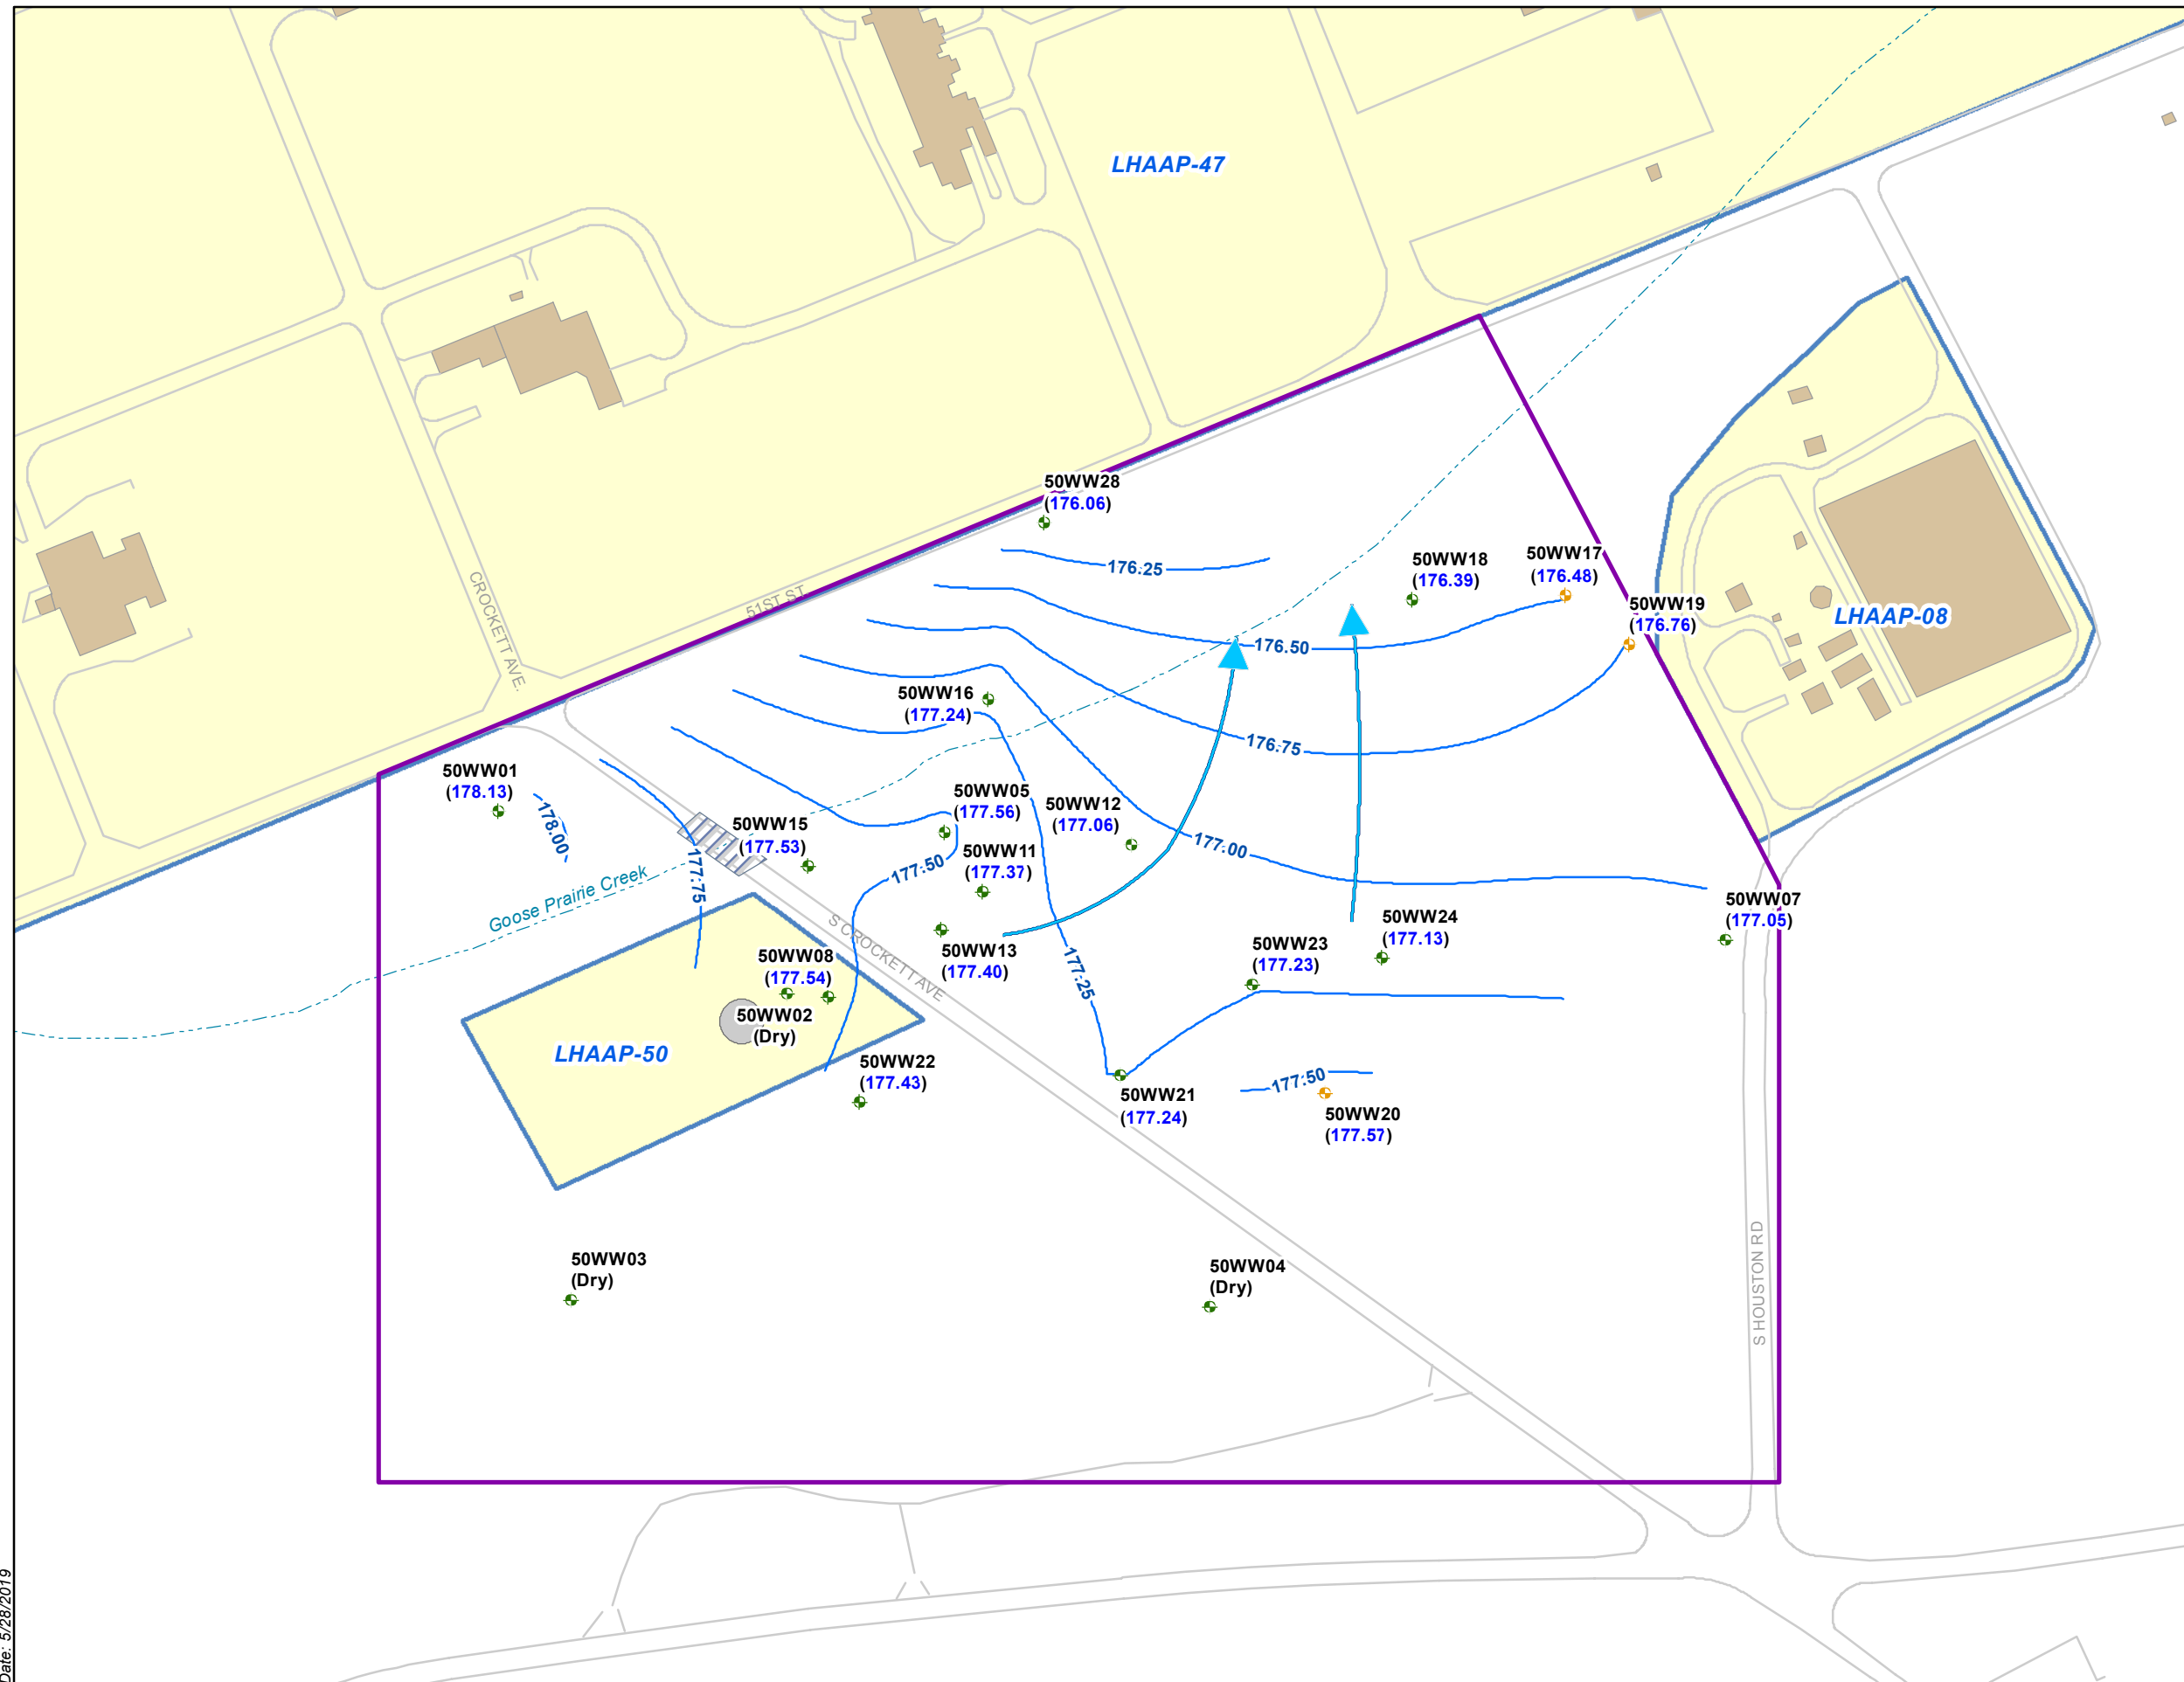 LHAAP-47
50WW28
(176.06)
176.25
50WW18
(176.39)
50WW17
(176.48)
50WW19
(176.76)
LHAAP-08
CROCKETT AVE.
51ST ST.
176.50
50WW16
(177.24)
176.75
50WW01
(178.13)
178.00
50WW05
(177.56)
50WW12
(177.06)
50WW15
(177.53)
177.00
50WW11
(177.37)
177.50
177.75
Goose Prairie Creek
50WW07
(177.05)
50WW24
(177.13)
S CROCKETT AVE
50WW13
(177.40)
50WW23
(177.23)
50WW08
(177.54)
177.25
50WW02
(Dry)
LHAAP-50
50WW22
(177.43)
177.50
50WW21
(177.24)
50WW20
(177.57)
50WW03
(Dry)
50WW04
(Dry)
S HOUSTON RD
Date: 5/28/2019